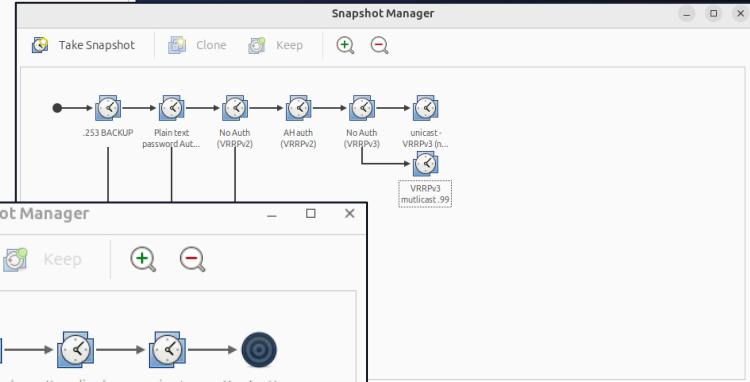 Snapshot Manager
Take Snapshot
Clone
Keep
.253 BACKUP
Plain text
password Aut...
No Auth
(VRRPv2)
AH auth
(VRRPv2)
No Auth
(VRRPv3)
unicast -
VRRPv3 (n...
VRRPv3
mutlicast .99
ot Manager
Keep